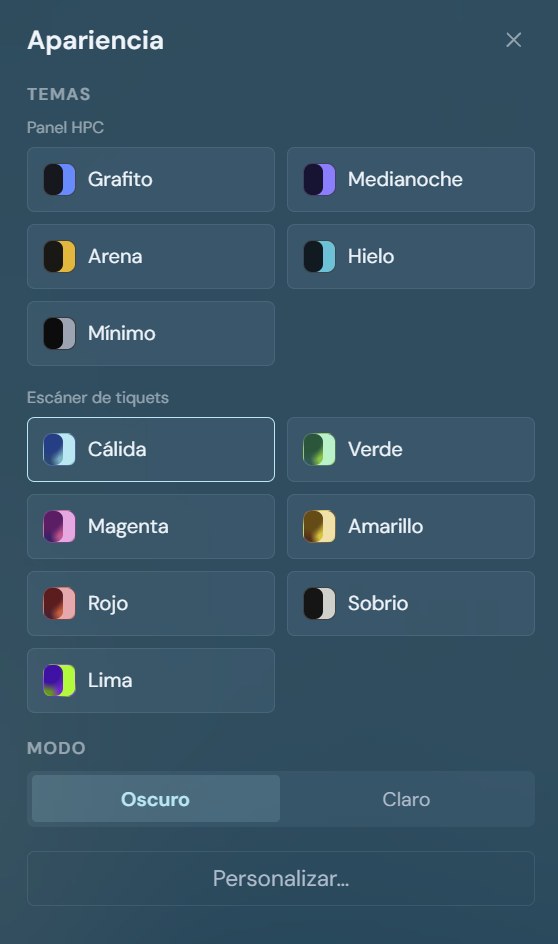 Apariencia
TEMAS
Panel HPC
Grafito
Medianoche
Arena
Hielo
Mínimo
Escáner de tiquets
Cálida
Verde
Magenta
Amarillo
Rojo
Sobrio
Lima
MODO
Oscuro
Claro
Personalizar...